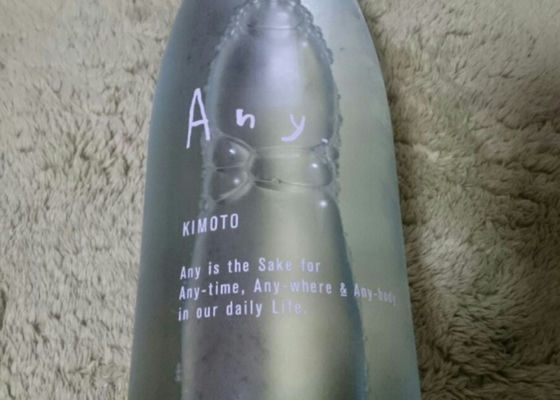 Any.
KIMOTO
Any is the Sake for
Any-time, Any-where & Any-body
in our daily Life.